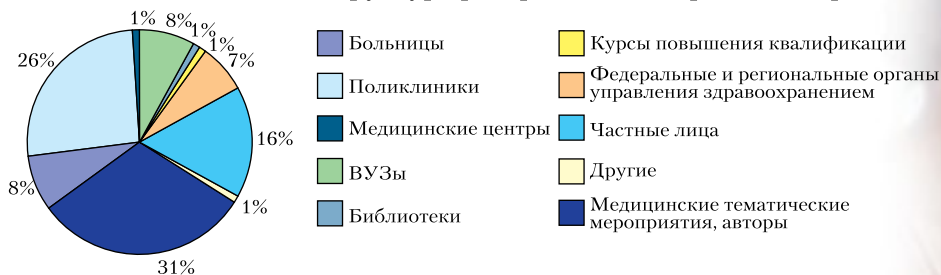 1%
8%
1%
1%
7%
26%
16%
8%
1%
31%
Больницы
Поликлиники
Медицинские центры
ВУЗы
Библиотеки
Курсы повышения квалификации
Федеральные и региональные органы
управления здравоохранением
Частные лица
Другие
Медицинские тематические
мероприятия, авторы